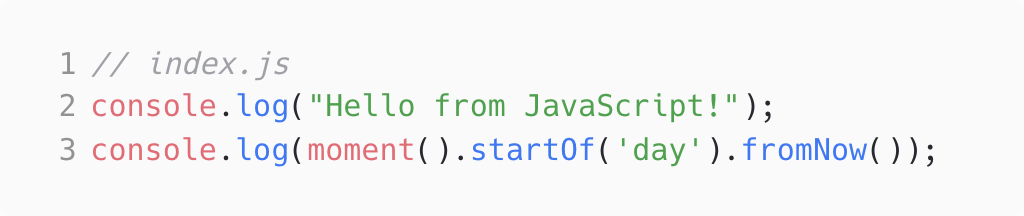 1 // index.js
2 console.log("Hello from JavaScript!");
3 console.log(moment().startOf('day').fromNow());